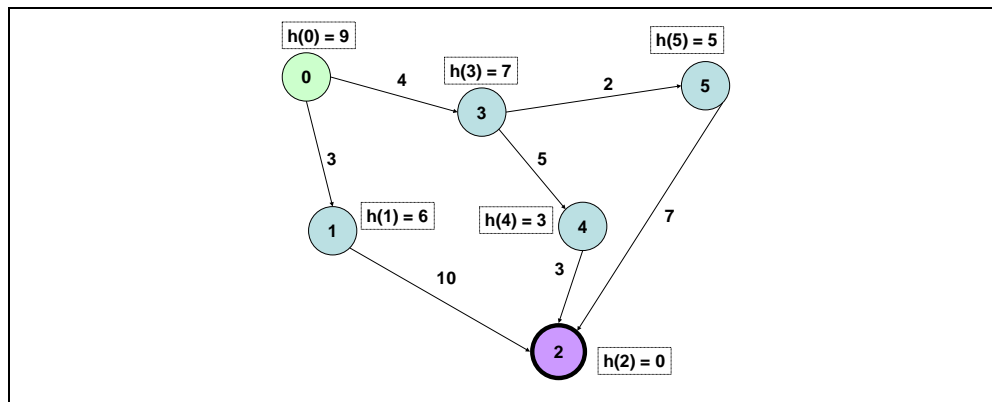 h(0) = 9
h(5) = 5
0
4
h(3) = 7
2
5
3
3
5
h(1) = 6
h(4) = 3
7
1
4
10
3
2
h(2) = 0